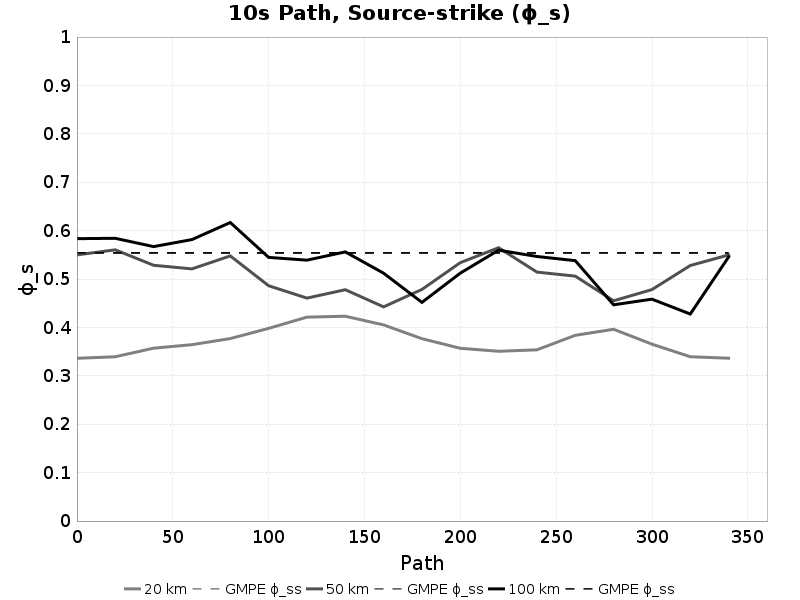 10s Path, Source-strike (ϕ_s)
1
0.9
0.8
0.7
0.6
0.5
0.4
0.3
0.2
0.1
0
ϕ_s
0 50 100 150 200 250 300 350
Path
20 km GMPE ϕ_ss 50 km GMPE ϕ_ss 100 km GMPE ϕ_ss